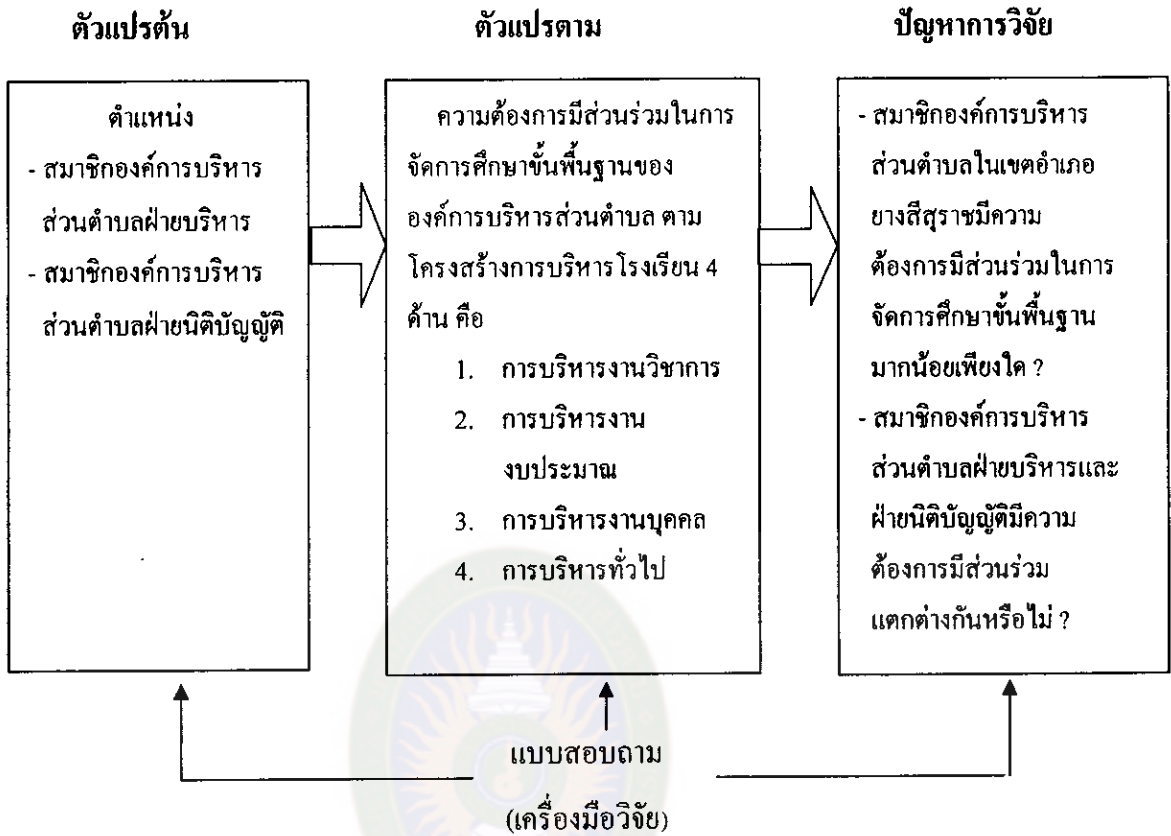 ตัวแปรต้น
ตัวแปรตาม
ปัญหาการวิจัย
ตำแหน่ง
- สมาชิกองค์การบริหาร
ส่วนตำบลฝ่ายบริหาร
- สมาชิกองค์การบริหาร
ส่วนตำบลฝ่ายนิติบัญญัติ
ความต้องการมีส่วนร่วมในการ
จัดการศึกษาขั้นพื้นฐานของ
องค์การบริหารส่วนตำบล ตาม
โครงสร้างการบริหารโรงเรียน 4
ด้าน คือ
1. การบริหารงานวิชาการ
2. การบริหารงาน
งบประมาณ
3. การบริหารงานบุคคล
4. การบริหารทั่วไป
- สมาชิกองค์การบริหาร
ส่วนตำบลในเขตอำเภอ
ยางสีสุราชมีความ
ต้องการมีส่วนร่วมในการ
จัดการศึกษาขั้นพื้นฐาน
มากน้อยเพียงใด ?
- สมาชิกองค์การบริหาร
ส่วนตำบลฝ่ายบริหารและ
ฝ่ายนิติบัญญัติมีความ
ต้องการมีส่วนร่วม
แตกต่างกันหรือไม่ ?
แบบสอบถาม
(เครื่องมือวิจัย)